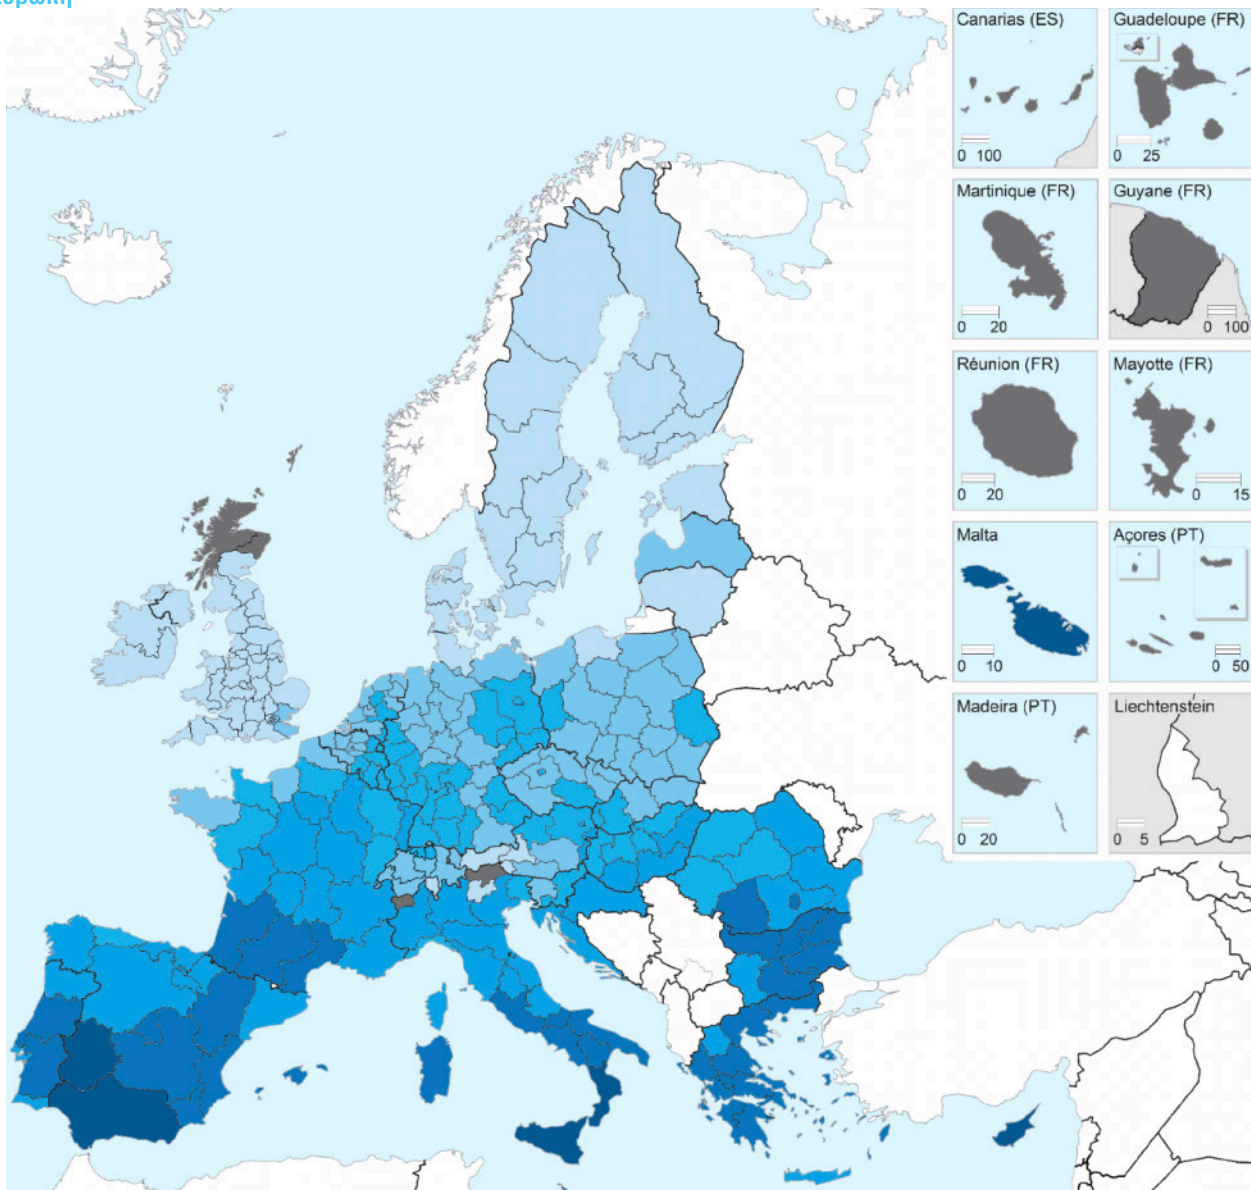 Canarias (ES)
0 100
Guadeloupe (FR)
0 25
Martinique (FR)
0 20
Guyane (FR)
0 100
Réunion (FR)
0 20
Mayotte (FR)
0 15
Malta
0 10
Açores (PT)
0 50
Madeira (PT)
0 20
Liechtenstein
0 5